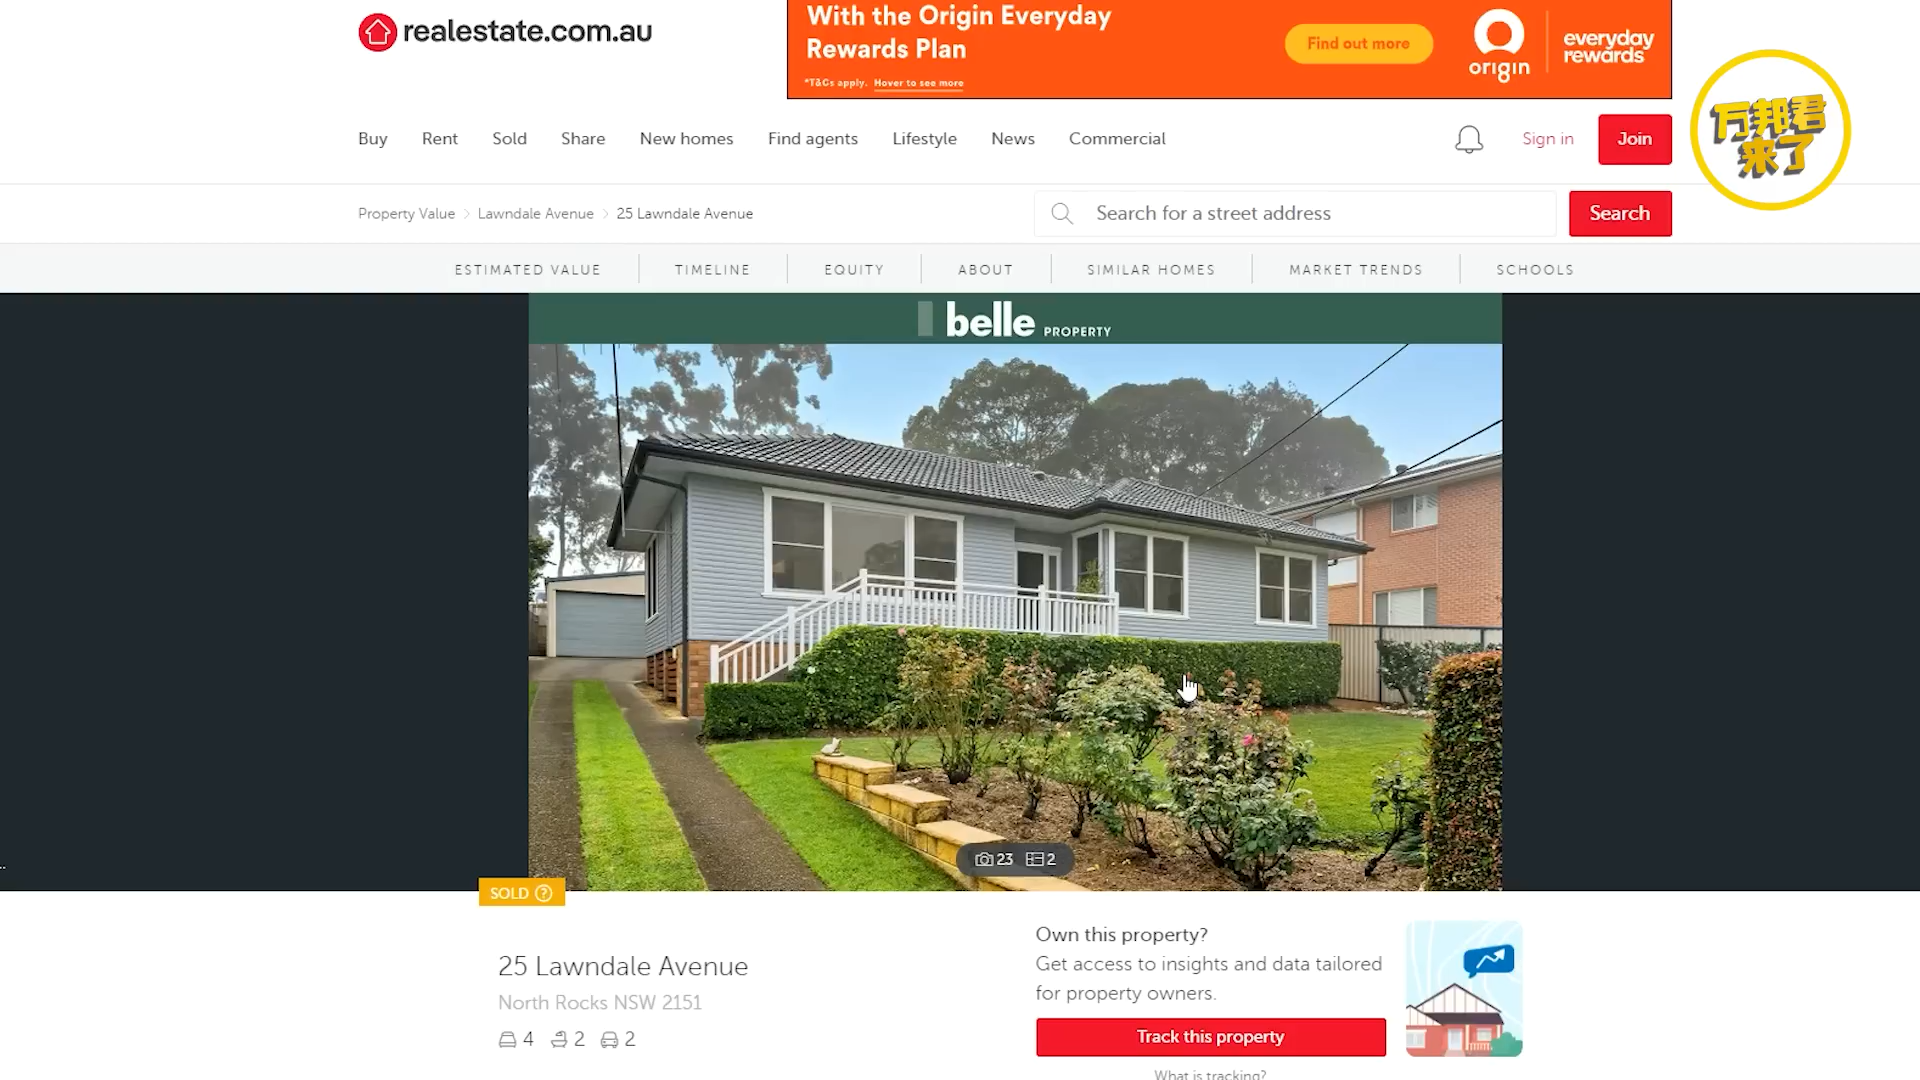 realestate.com.au
With the Origin Everyday
Rewards Plan
*T&Cs apply. Hover to see more
Find out more
origin
everyday
rewards
万邦君
来了
Buy
Rent
Sold
Share
New homes
Find agents
Lifestyle
News
Commercial
Sign in
Join
Property Value
Lawndale Avenue
25 Lawndale Avenue
Search for a street address
Search
ESTIMATED VALUE
TIMELINE
EQUITY
ABOUT
SIMILAR HOMES
MARKET TRENDS
SCHOOLS
belle PROPERTY
23
2
..
SOLD ?
25 Lawndale Avenue
North Rocks NSW 2151
4
2
2
Own this property?
Get access to insights and data tailored
for property owners.
Track this property
What is tracking?